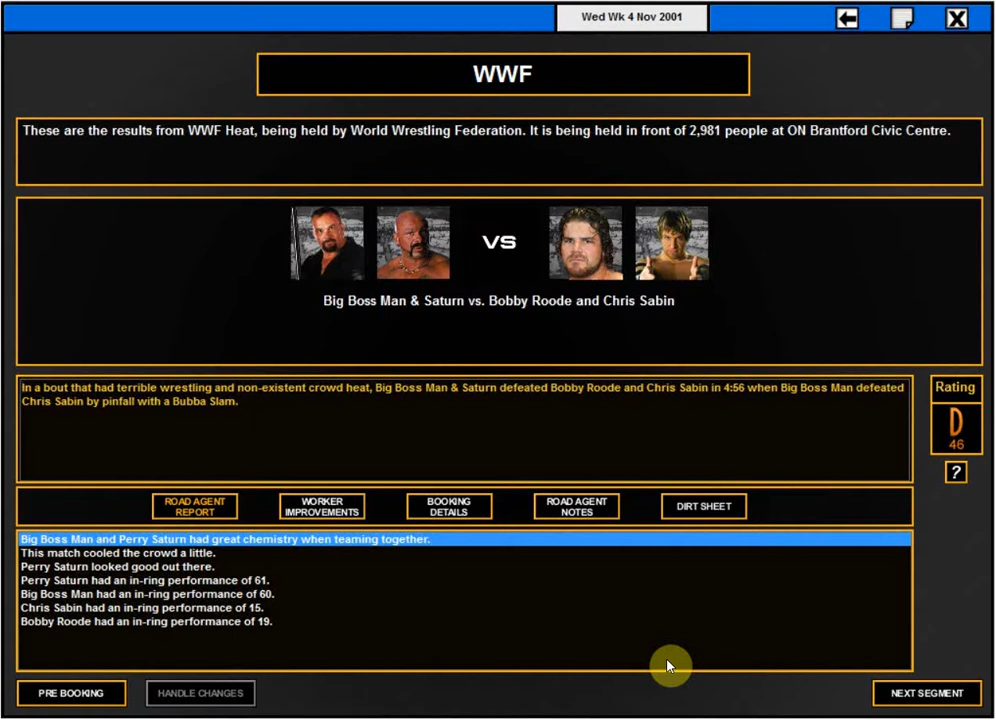 Wed Wk 4 Nov 2001
WWF
These are the results from WWF Heat, being held by World Wrestling Federation. It is being held in front of 2,981 people at ON Brantford Civic Centre.
VS
Big Boss Man & Saturn vs. Bobby Roode and Chris Sabin
In a bout that had terrible wrestling and non-existent crowd heat, Big Boss Man & Saturn defeated Bobby Roode and Chris Sabin in 4:56 when Big Boss Man defeated
Chris Sabin by pinfall with a Bubba Slam.
Rating
D
46
?
ROAD AGENT
REPORT
WORKER
IMPROVEMENTS
BOOKING
DETAILS
ROAD AGENT
NOTES
DIRT SHEET
Big Boss Man and Perry Saturn had great chemistry when teaming together.
This match cooled the crowd a little.
Perry Saturn looked good out there.
Perry Saturn had an in-ring performance of 61.
Big Boss Man had an in-ring performance of 60.
Chris Sabin had an in-ring performance of 15.
Bobby Roode had an in-ring performance of 19.
PRE BOOKING
HANDLE CHANGES
NEXT SEGMENT